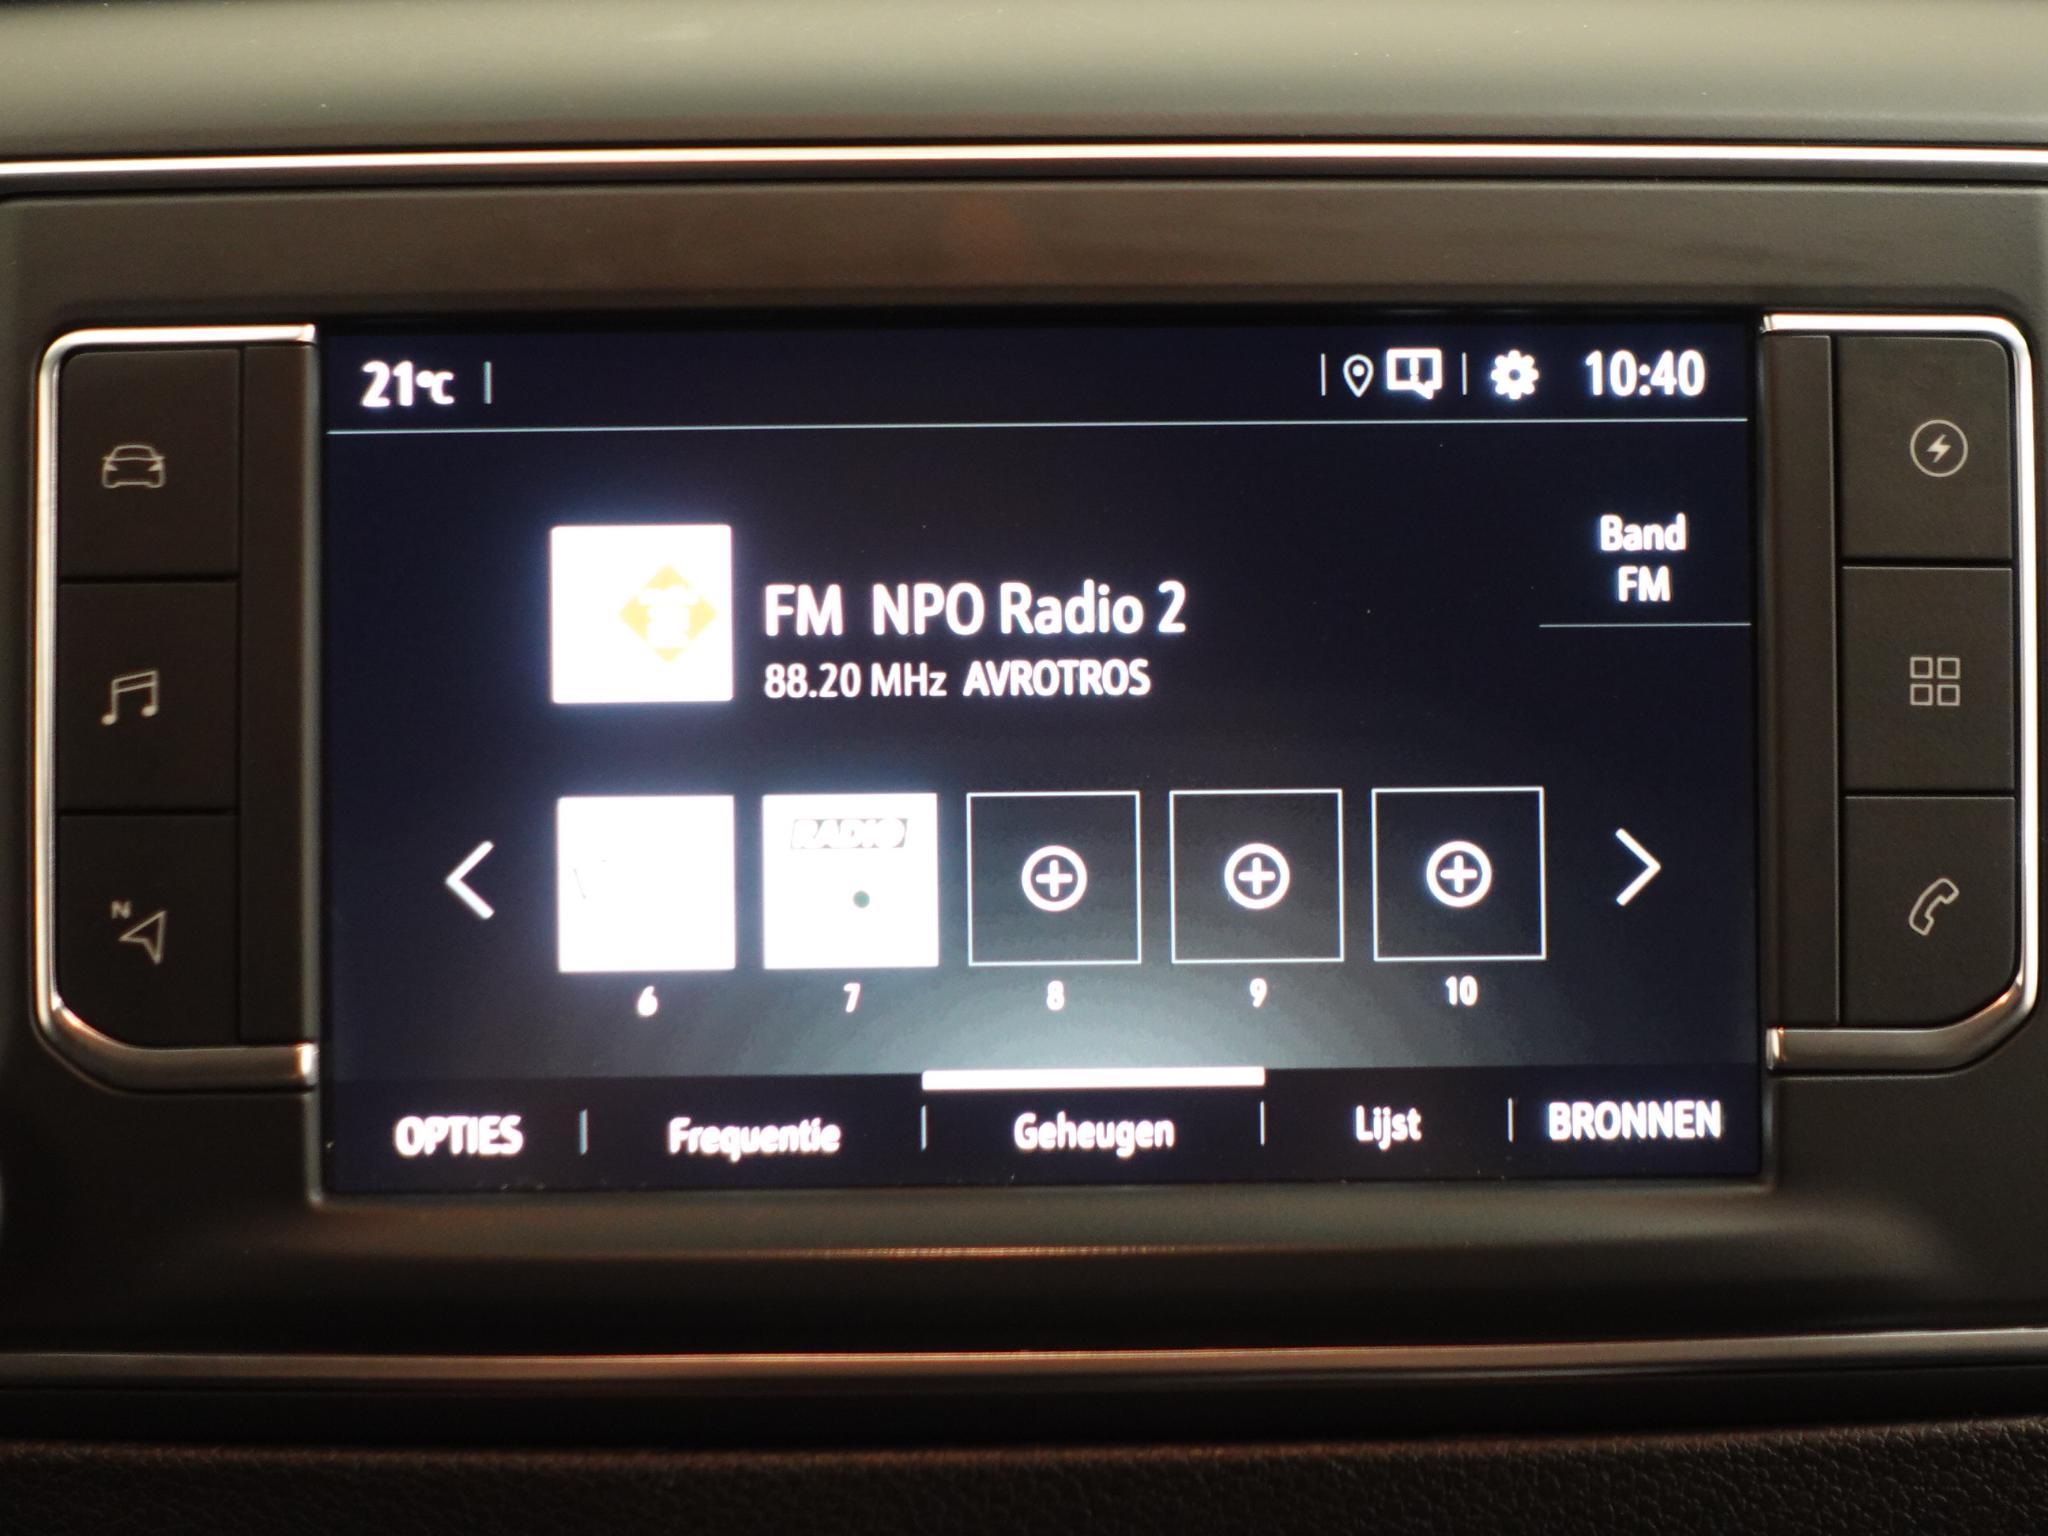 21°C
10:40
Band
FM
FM NPO Radio 2
88.20 MHz AVROTROS
RADIO
6 7 8 9 10
OPTIES Frequentie Geheugen Lijst BRONNEN
N